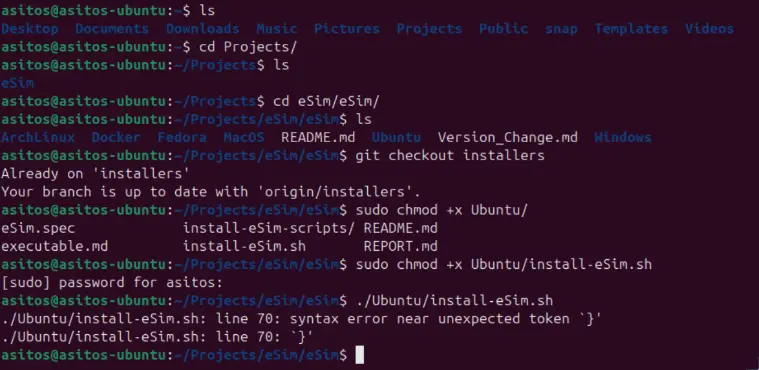 asitos@asitos-ubuntu:~$ ls
Desktop  Documents  Downloads  Music  Pictures  Projects  Public  snap  Templates  Videos
asitos@asitos-ubuntu:~$ cd Projects/
asitos@asitos-ubuntu:~/Projects$ ls
eSim
asitos@asitos-ubuntu:~/Projects$ cd eSim/eSim/
asitos@asitos-ubuntu:~/Projects/eSim/eSim$ ls
ArchLinux  Docker  Fedora  MacOS  README.md  Ubuntu  Version_Change.md  Windows
asitos@asitos-ubuntu:~/Projects/eSim/eSim$ git checkout installers
Already on 'installers'
Your branch is up to date with 'origin/installers'.
asitos@asitos-ubuntu:~/Projects/eSim/eSim$ sudo chmod +x Ubuntu/
eSim.spec            install-eSim-scripts/ README.md
executable.md        install-eSim.sh       REPORT.md
asitos@asitos-ubuntu:~/Projects/eSim/eSim$ sudo chmod +x Ubuntu/install-eSim.sh
[sudo] password for asitos:
asitos@asitos-ubuntu:~/Projects/eSim/eSim$ ./Ubuntu/install-eSim.sh
./Ubuntu/install-eSim.sh: line 70: syntax error near unexpected token `}'
./Ubuntu/install-eSim.sh: line 70: `}'
asitos@asitos-ubuntu:~/Projects/eSim/eSim$